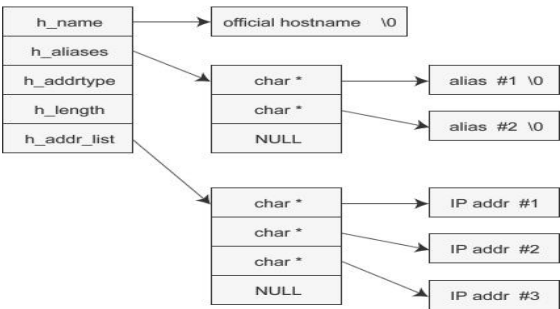 h_name
h_aliases
h_addrtype
h_length
h_addr_list
official hostname \0
char *
char *
NULL
alias #1 \0
alias #2 \0
char *
char *
char *
NULL
IP addr #1
IP addr #2
IP addr #3